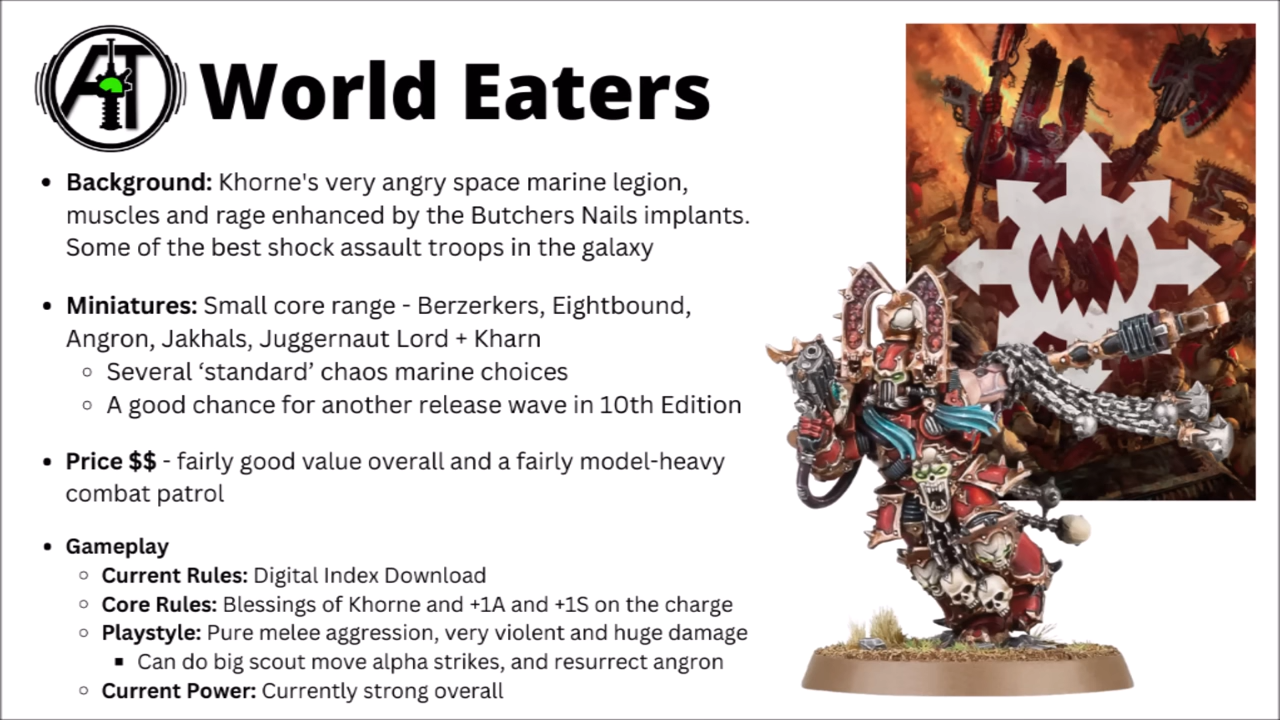 AT
World Eaters
• Background: Khorne's very angry space marine legion,
muscles and rage enhanced by the Butchers Nails implants.
Some of the best shock assault troops in the galaxy
• Miniatures: Small core range - Berzerkers, Eightbound,
Angron, Jakhals, Juggernaut Lord + Kharn
◦ Several ‘standard’ chaos marine choices
◦ A good chance for another release wave in 10th Edition
• Price $$ - fairly good value overall and a fairly model-heavy
combat patrol
• Gameplay
◦ Current Rules: Digital Index Download
◦ Core Rules: Blessings of Khorne and +1A and +1S on the charge
◦ Playstyle: Pure melee aggression, very violent and huge damage
▪ Can do big scout move alpha strikes, and resurrect angron
◦ Current Power: Currently strong overall